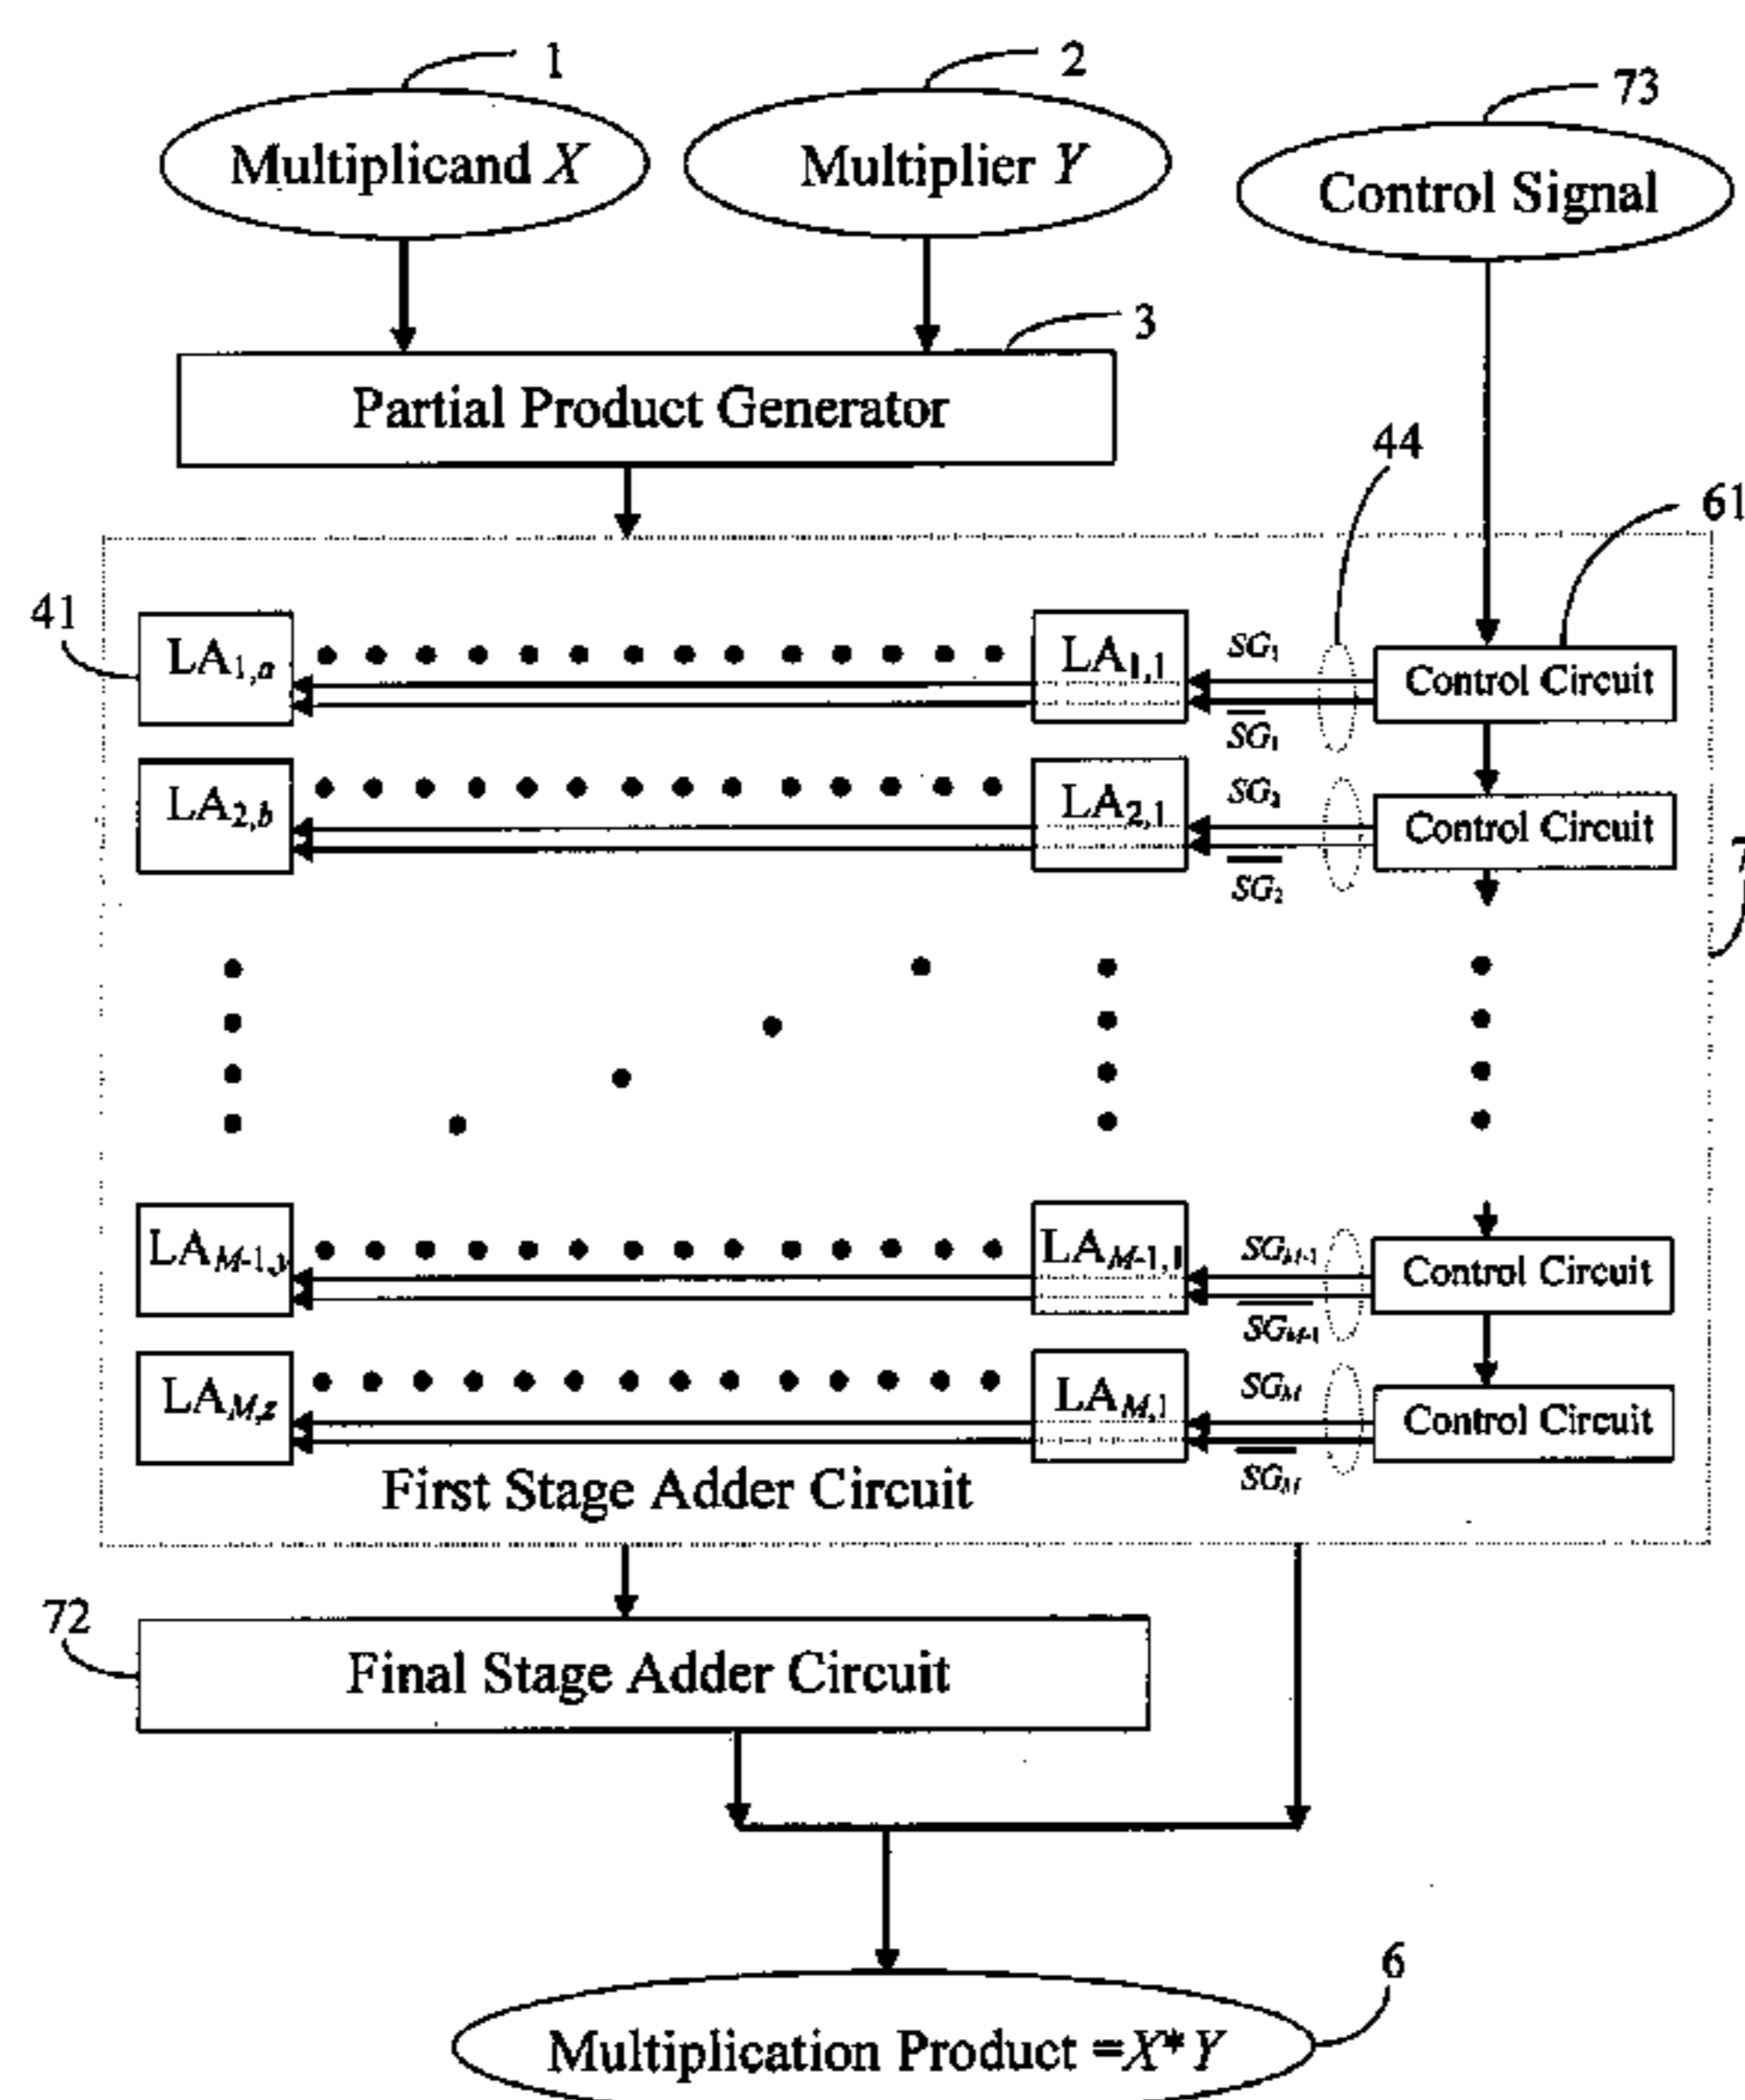 1
2
73
Multiplicand X
Multiplier Y
Control Signal
3
Partial Product Generator
44
61
41
LA1,a
LA1,1
SG1
SG1
Control Circuit
LA2,b
LA2,1
SG2
SG2
Control Circuit
LAM-1,y
LAM-1,1
SGM-1
SGM-1
Control Circuit
LAM,z
LAM,1
SGM
SGM
Control Circuit
First Stage Adder Circuit
72
Final Stage Adder Circuit
6
Multiplication Product =X*Y